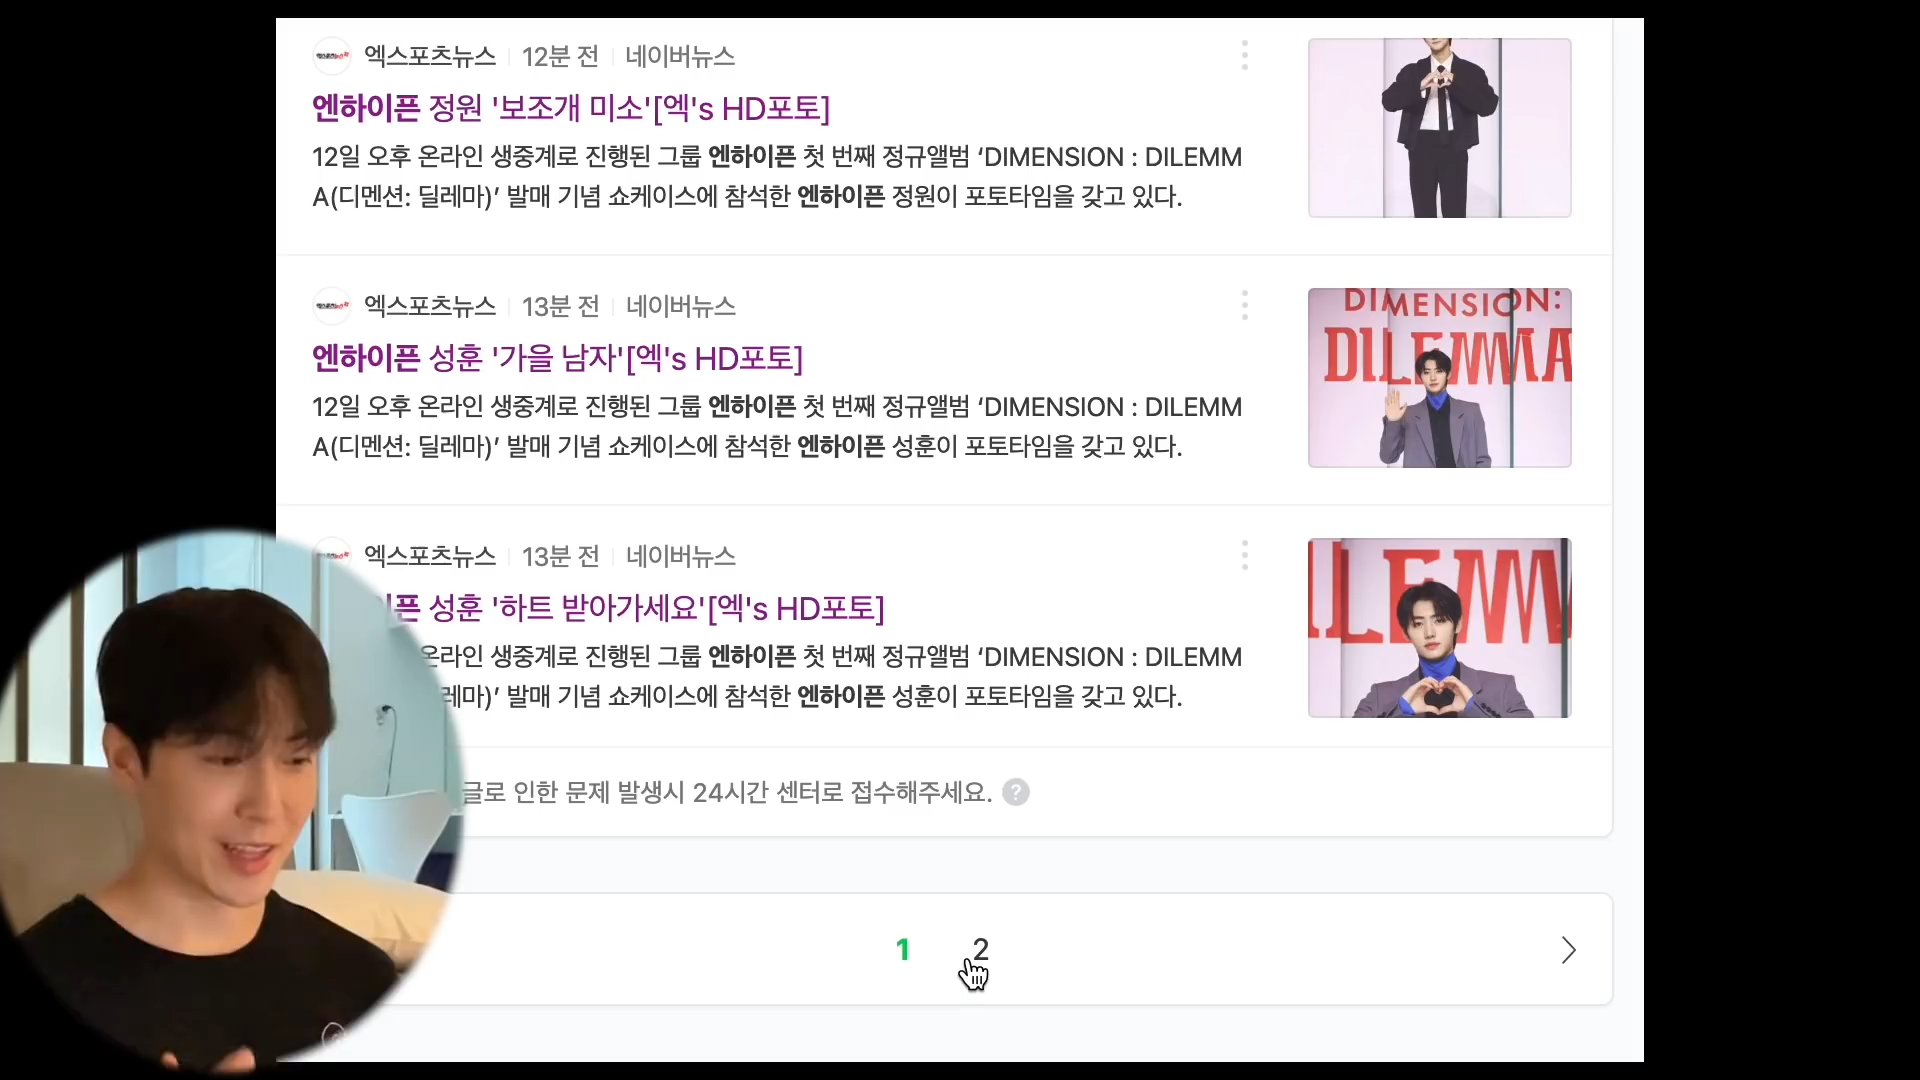 엑스포츠뉴스 12분 전 네이버뉴스
엔하이픈 정원 '보조개 미소'[엑's HD포토]
12일 오후 온라인 생중계로 진행된 그룹 엔하이픈 첫 번째 정규앨범 ‘DIMENSION : DILEMM
A(디멘션: 딜레마)’ 발매 기념 쇼케이스에 참석한 엔하이픈 정원이 포토타임을 갖고 있다.
엑스포츠뉴스 13분 전 네이버뉴스
엔하이픈 성훈 '가을 남자'[엑's HD포토]
12일 오후 온라인 생중계로 진행된 그룹 엔하이픈 첫 번째 정규앨범 ‘DIMENSION : DILEMM
A(디멘션: 딜레마)’ 발매 기념 쇼케이스에 참석한 엔하이픈 성훈이 포토타임을 갖고 있다.
DIMENSION:
DILEMMA
엑스포츠뉴스 13분 전 네이버뉴스
픈 성훈 '하트 받아가세요'[엑's HD포토]
온라인 생중계로 진행된 그룹 엔하이픈 첫 번째 정규앨범 ‘DIMENSION : DILEMM
레마)’ 발매 기념 쇼케이스에 참석한 엔하이픈 성훈이 포토타임을 갖고 있다.
ILEMM
글로 인한 문제 발생시 24시간 센터로 접수해주세요. ?
1 2